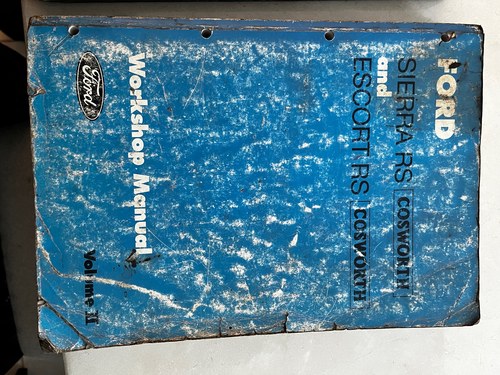 FORD
SIERRA RS COSWORTH
and
ESCORT RS COSWORTH
Workshop Manual
Volume II
Ford